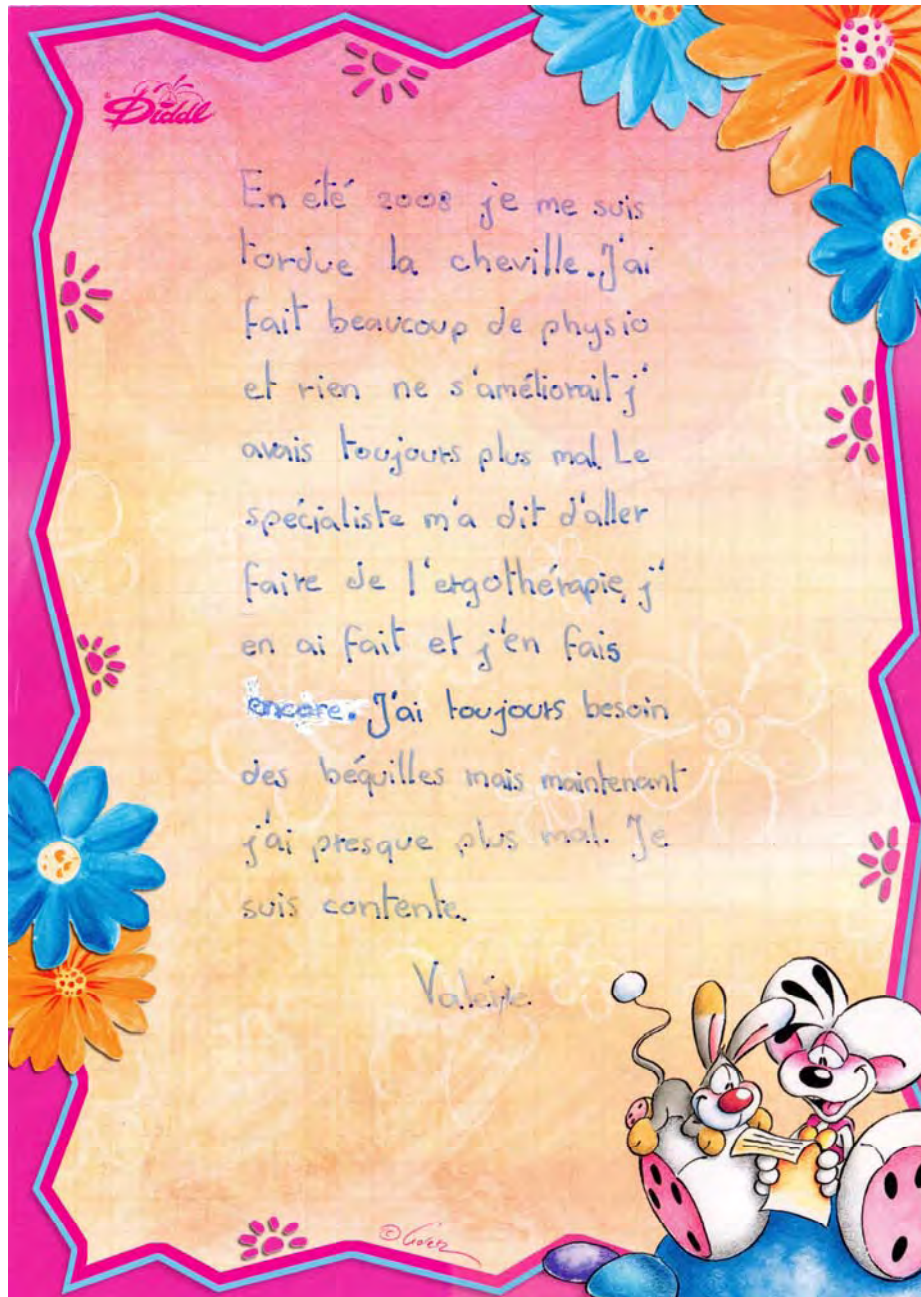 Diddl
En été 2008 je me suis
tordue la cheville. J'ai
fait beaucoup de physio
et rien ne s'améliorait j'
avais toujours plus mal. Le
spécialiste m'a dit d'aller
faire de l'ergothérapie, j'
en ai fait et j'en fais
encore. J'ai toujours besoin
des béquilles mais maintenant
j'ai presque plus mal. Je
suis contente.
Valérie.
©